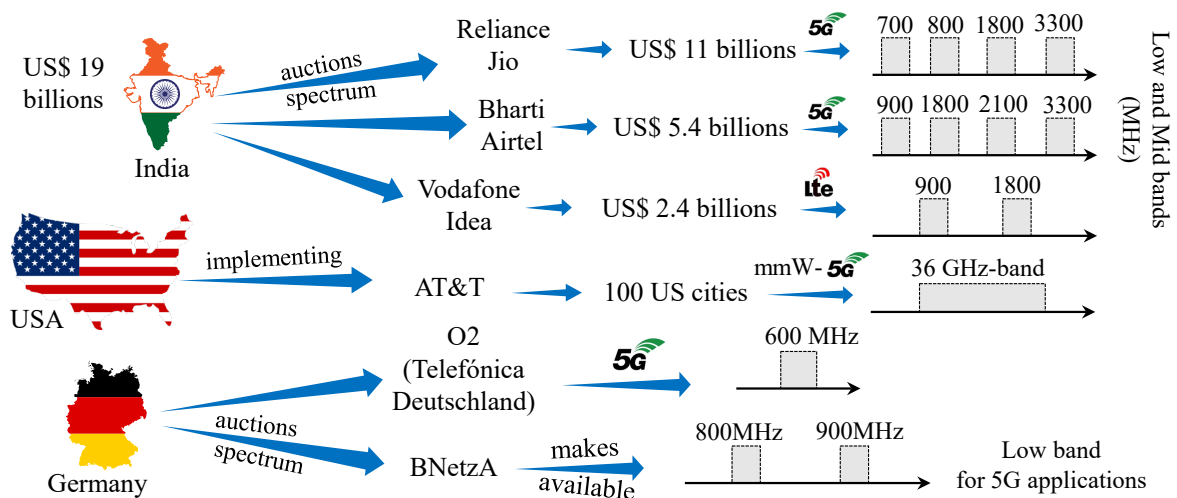 US$ 19
billions
India
auctions
spectrum
Reliance
Jio
US$ 11 billions
5G
700 800 1800 3300
Bharti
Airtel
US$ 5.4 billions
5G
900 1800 2100 3300
Vodafone
Idea
US$ 2.4 billions
Lte
900 1800
Low and Mid bands
(MHz)
USA
implementing
AT&T
100 US cities
mmW- 5G
36 GHz-band
Germany
auctions
spectrum
O2
(Telefónica
Deutschland)
5G
600 MHz
BNetzA
makes
available
800MHz 900MHz
Low band
for 5G applications